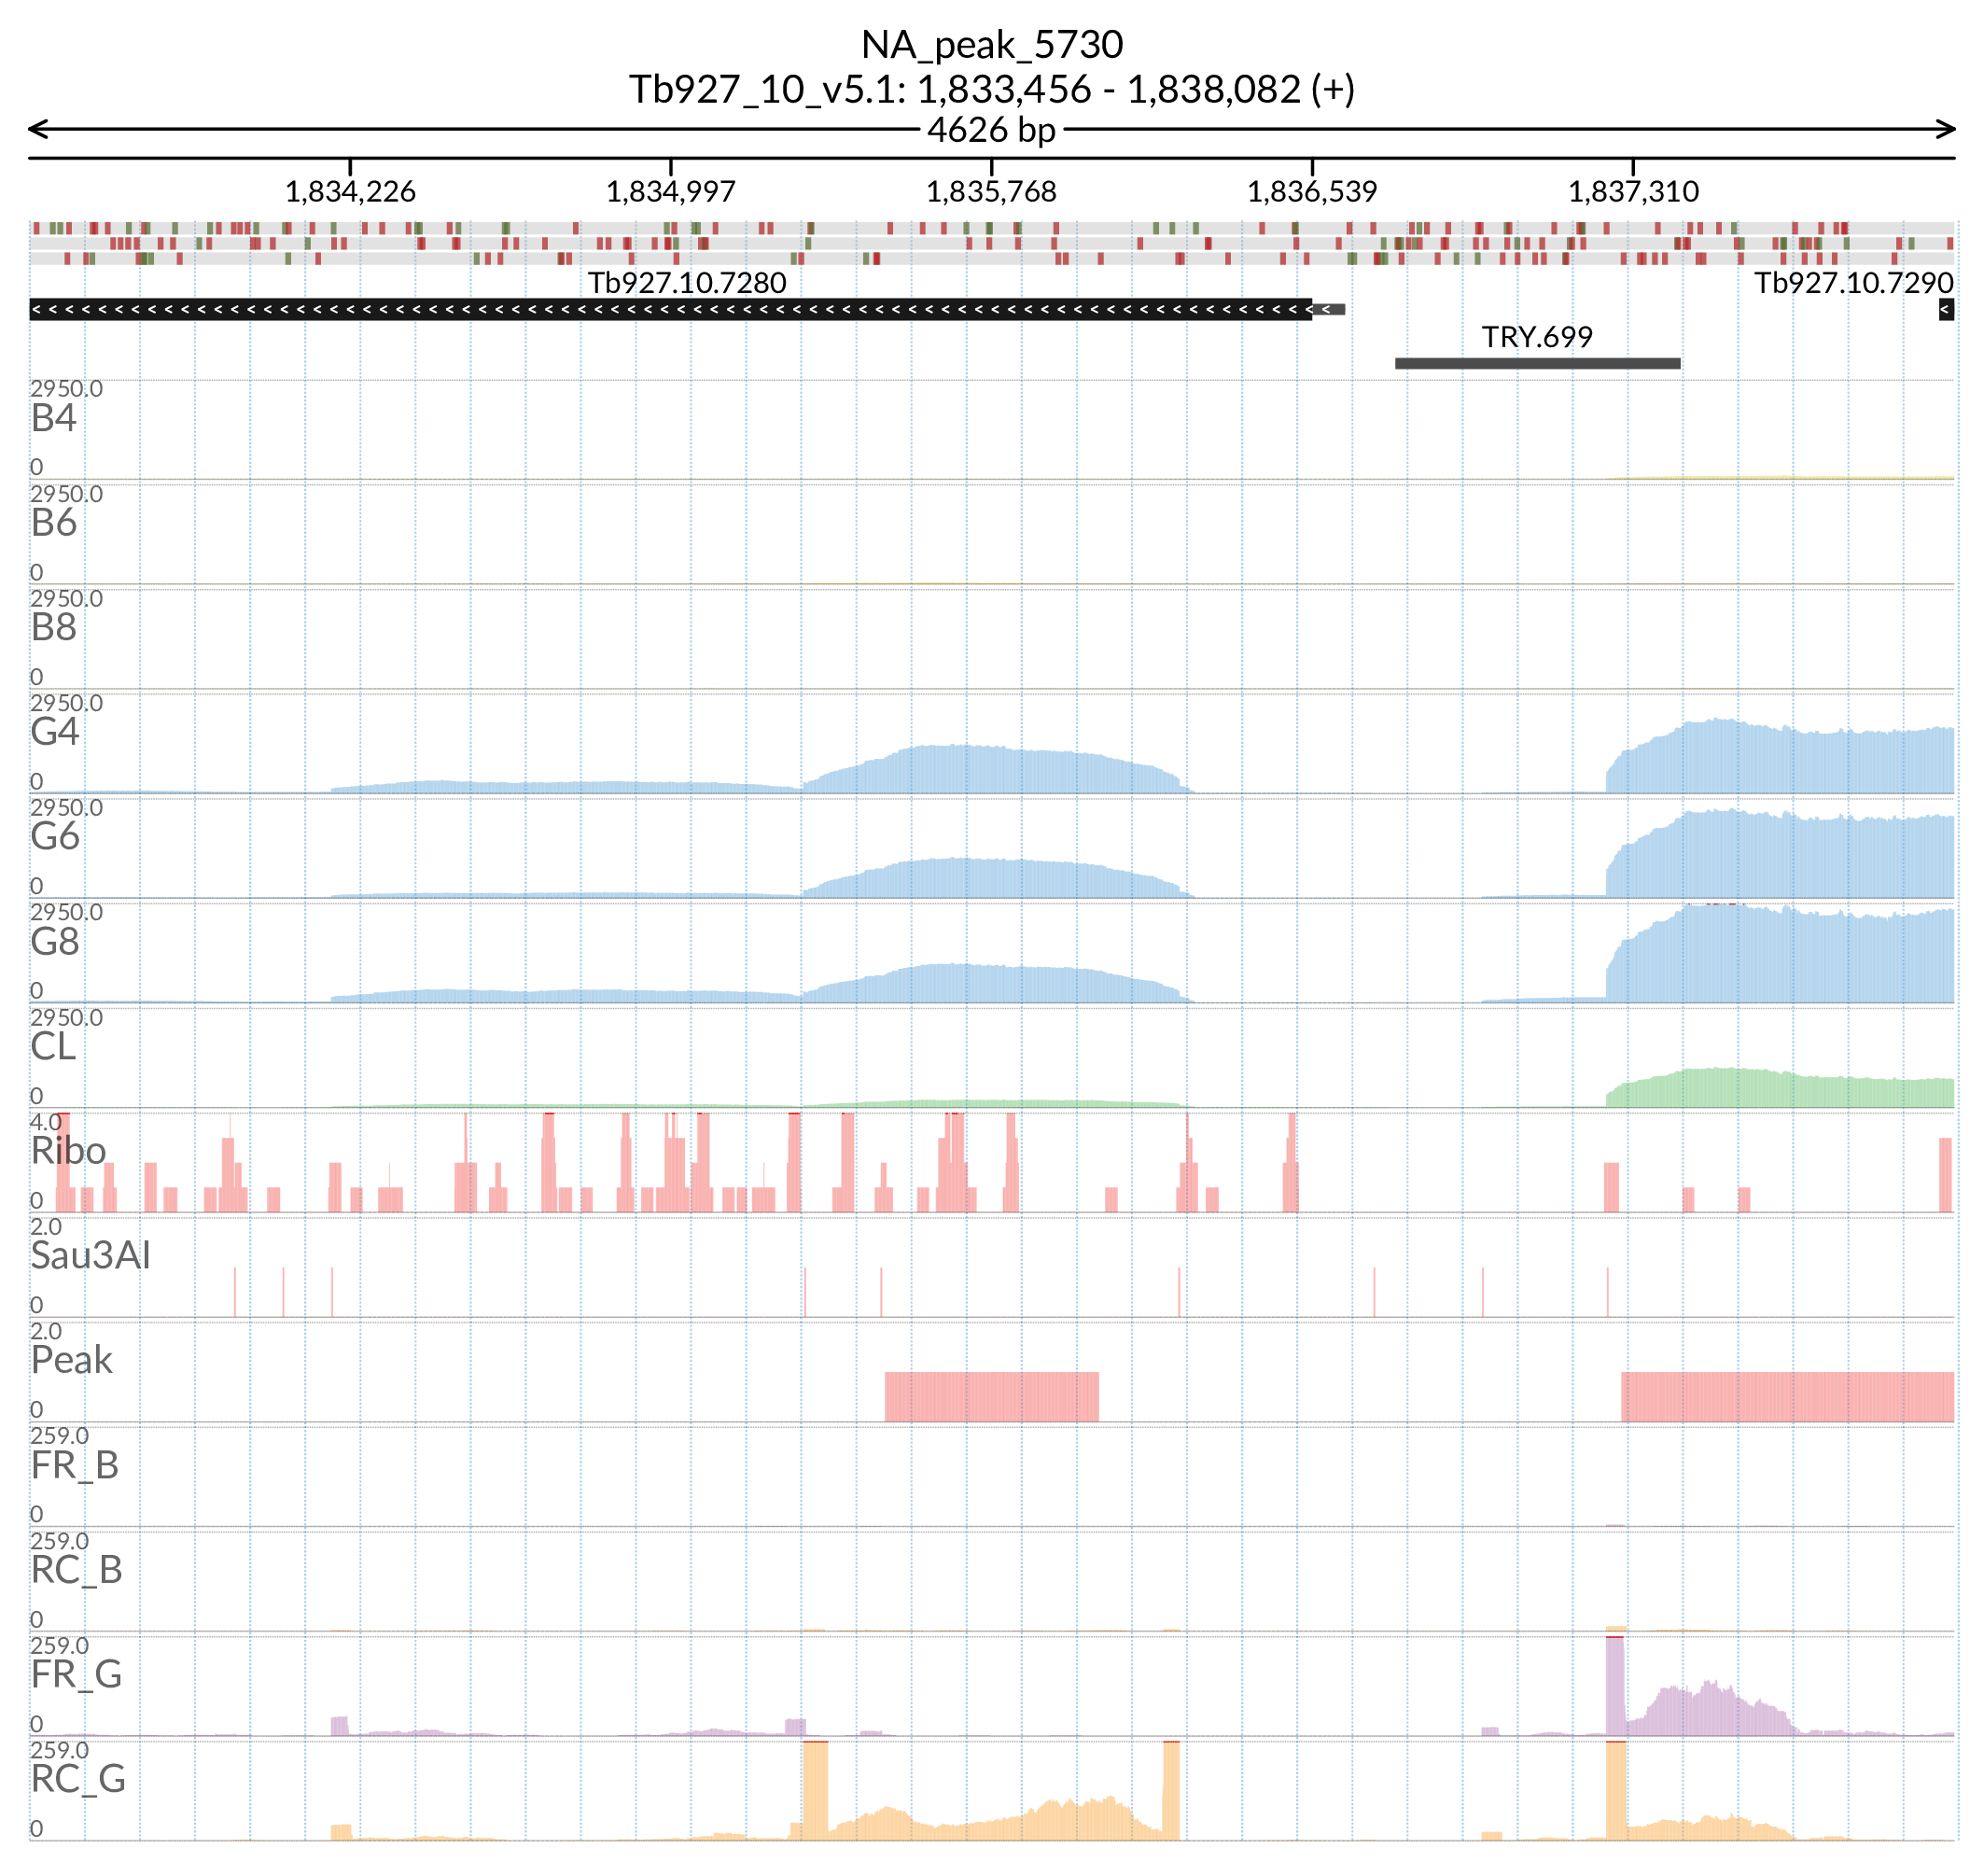 NA_peak_5730
Tb927_10_v5.1: 1,833,456 - 1,838,082 (+)
4626 bp
1,834,226 1,834,997 1,835,768 1,836,539 1,837,310
Tb927.10.7280 Tb927.10.7290
TRY.699
2950.0
B4
0
2950.0
B6
0
2950.0
B8
0
2950.0
G4
0
2950.0
G6
0
2950.0
G8
0
2950.0
CL
0
4.0
Ribo
0
2.0
Sau3AI
0
2.0
Peak
0
259.0
FR_B
0
259.0
RC_B
0
259.0
FR_G
0
259.0
RC_G
0